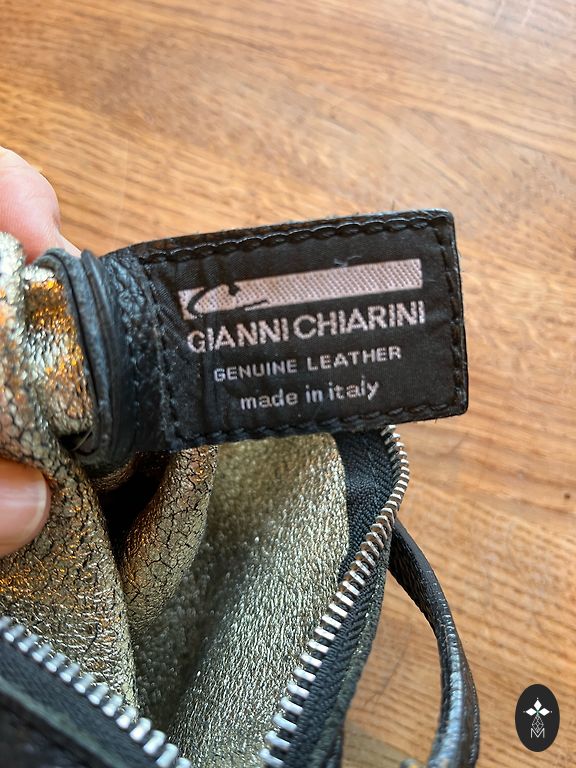 GIANNI CHIARINI
GENUINE LEATHER
made in italy
M